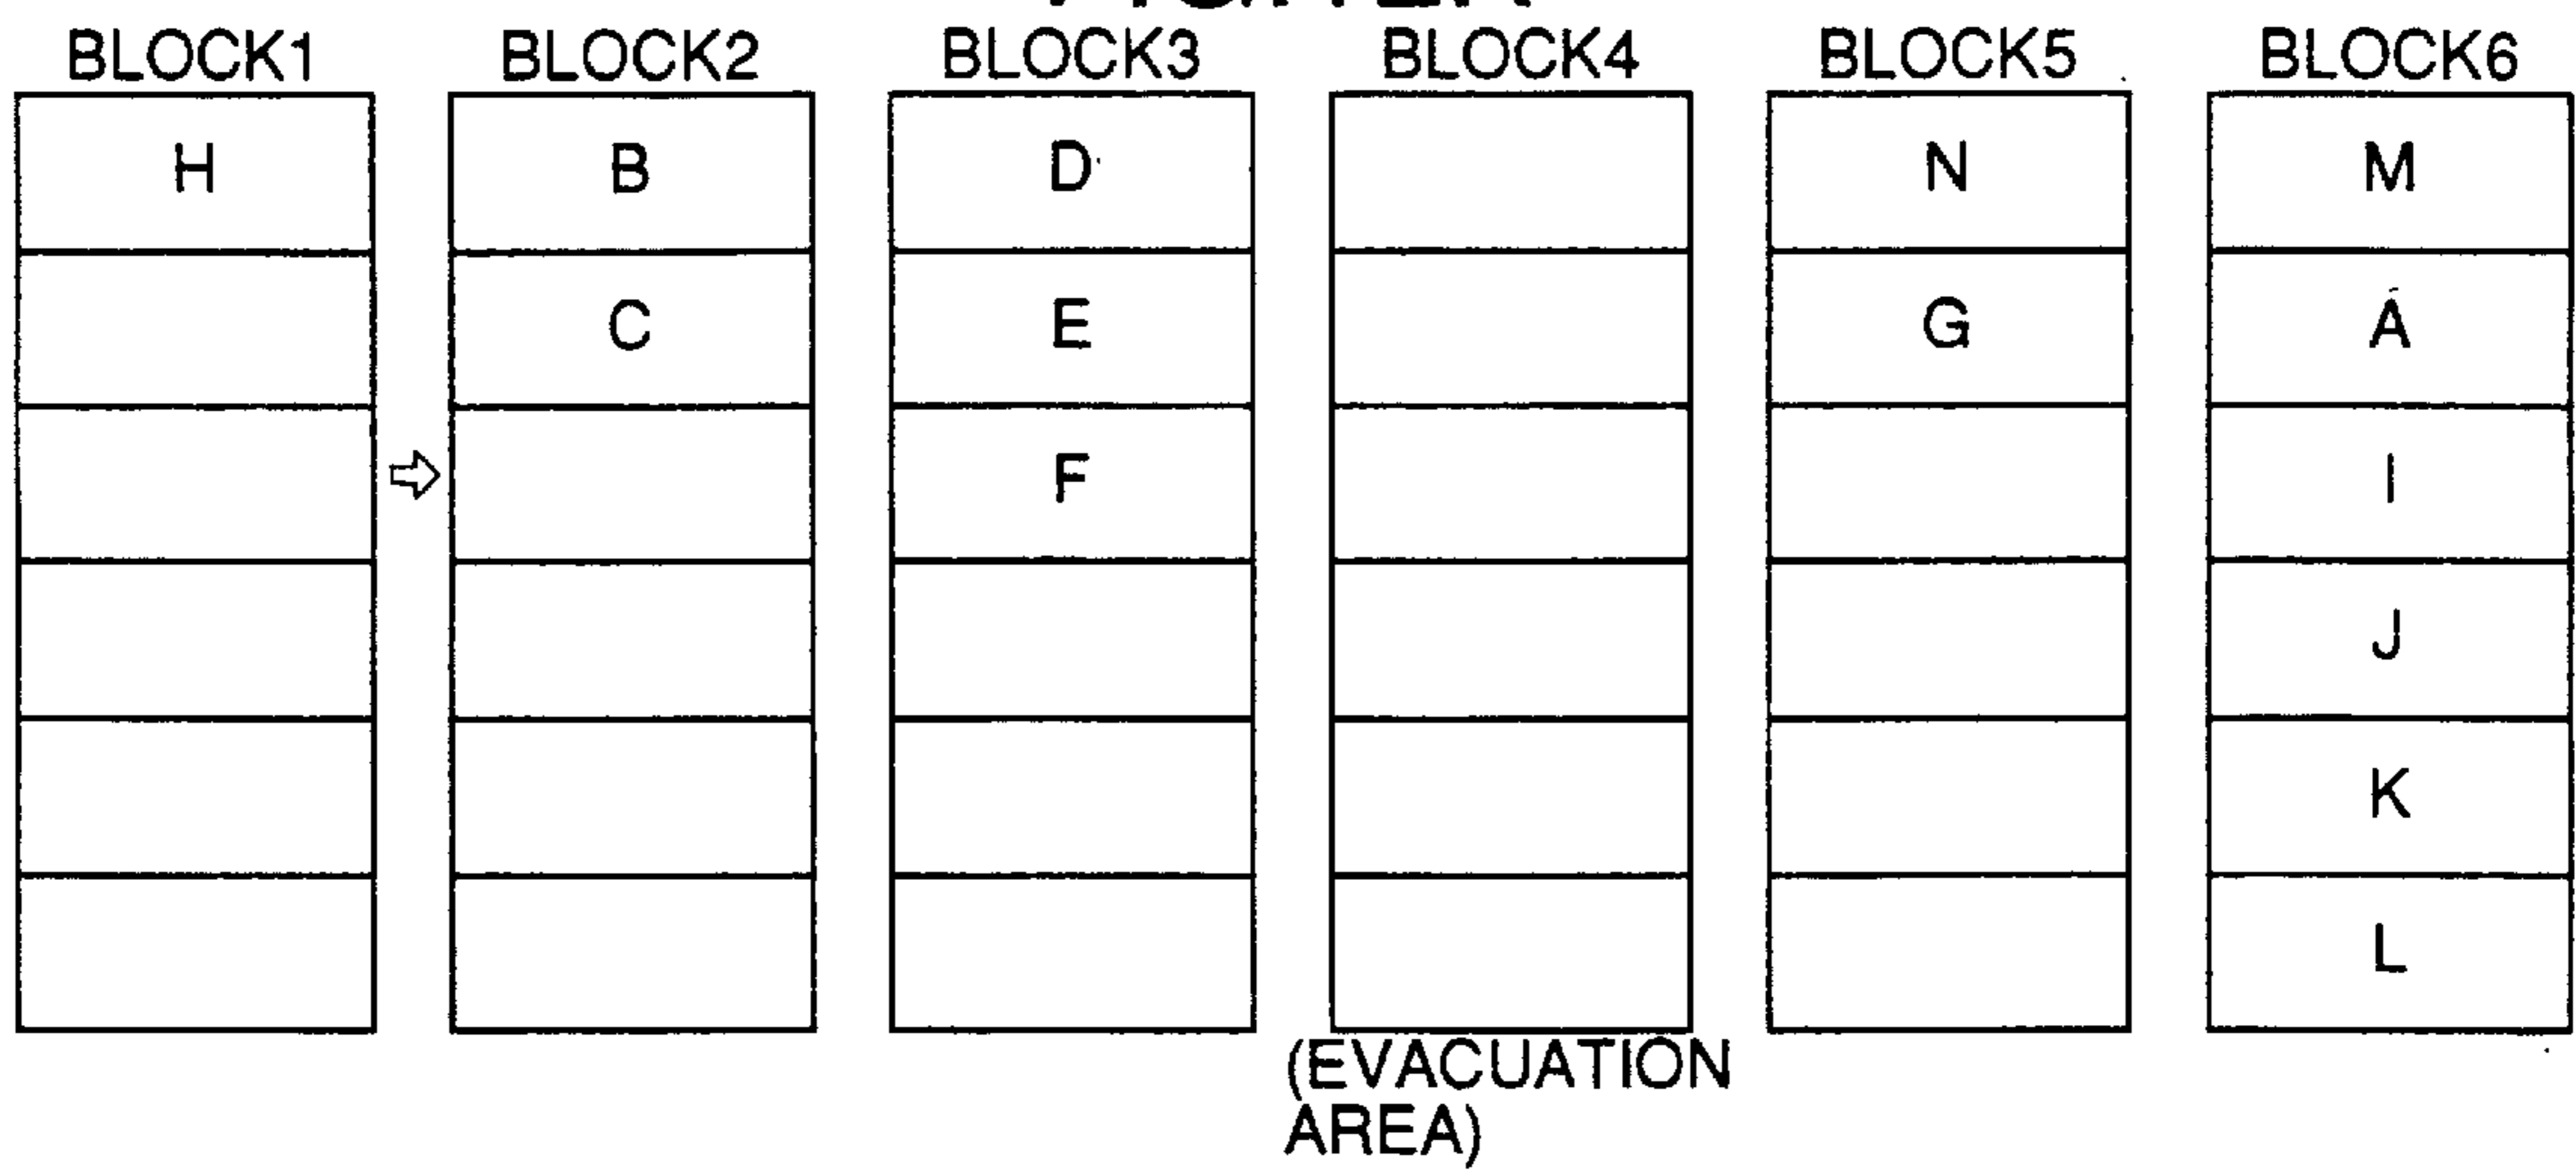 BLOCK1 BLOCK2 BLOCK3 BLOCK4 BLOCK5 BLOCK6
H B D N M
C E G A
F I
J
K
L
(EVACUATION
AREA)